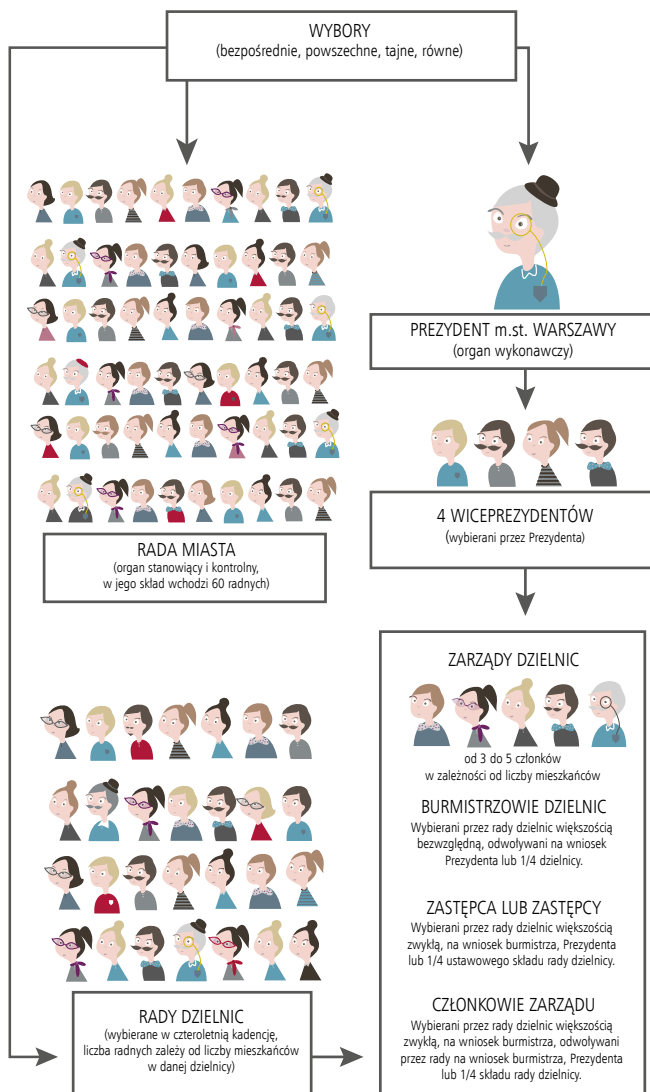 WYBORY
(bezpośrednie, powszechne, tajne, równe)
PREZYDENT m.st. WARSZAWY
(organ wykonawczy)
4 WICEPREZYDENTÓW
(wybierani przez Prezydenta)
RADA MIASTA
(organ stanowiący i kontrolny,
w jego skład wchodzi 60 radnych)
ZARZĄDY DZIELNIC
od 3 do 5 członków
w zależności od liczby mieszkańców
BURMISTRZOWIE DZIELNIC
Wybierani przez rady dzielnic większością
bezwzględną, odwoływani na wniosek
Prezydenta lub 1/4 dzielnicy.
ZASTĘPCA LUB ZASTĘPCY
Wybierani przez rady dzielnic większością
zwykłą, na wniosek burmistrza, Prezydenta
lub 1/4 ustawowego składu rady dzielnicy.
CZŁONKOWIE ZARZĄDU
Wybierani przez rady dzielnic większością
zwykłą, na wniosek burmistrza, odwoływani
przez rady na wniosek burmistrza, Prezydenta
lub 1/4 składu rady dzielnicy.
RADY DZIELNIC
(wybierane w czteroletnią kadencję,
liczba radnych zależy od liczby mieszkańców
w danej dzielnicy)